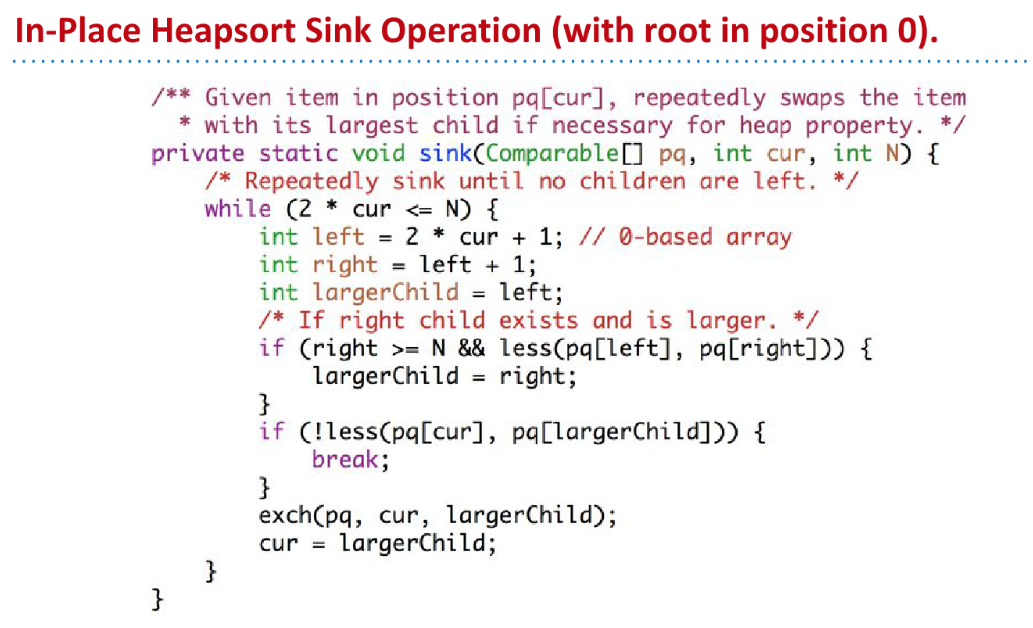 In-Place Heapsort Sink Operation (with root in position 0).
/** Given item in position pq[cur], repeatedly swaps the item
 * with its largest child if necessary for heap property. */
private static void sink(Comparable[] pq, int cur, int N) {
    /* Repeatedly sink until no children are left. */
    while (2 * cur <= N) {
        int left = 2 * cur + 1; // 0-based array
        int right = left + 1;
        int largerChild = left;
        /* If right child exists and is larger. */
        if (right >= N && less(pq[left], pq[right])) {
            largerChild = right;
        }
        if (!less(pq[cur], pq[largerChild])) {
            break;
        }
        exch(pq, cur, largerChild);
        cur = largerChild;
    }
}